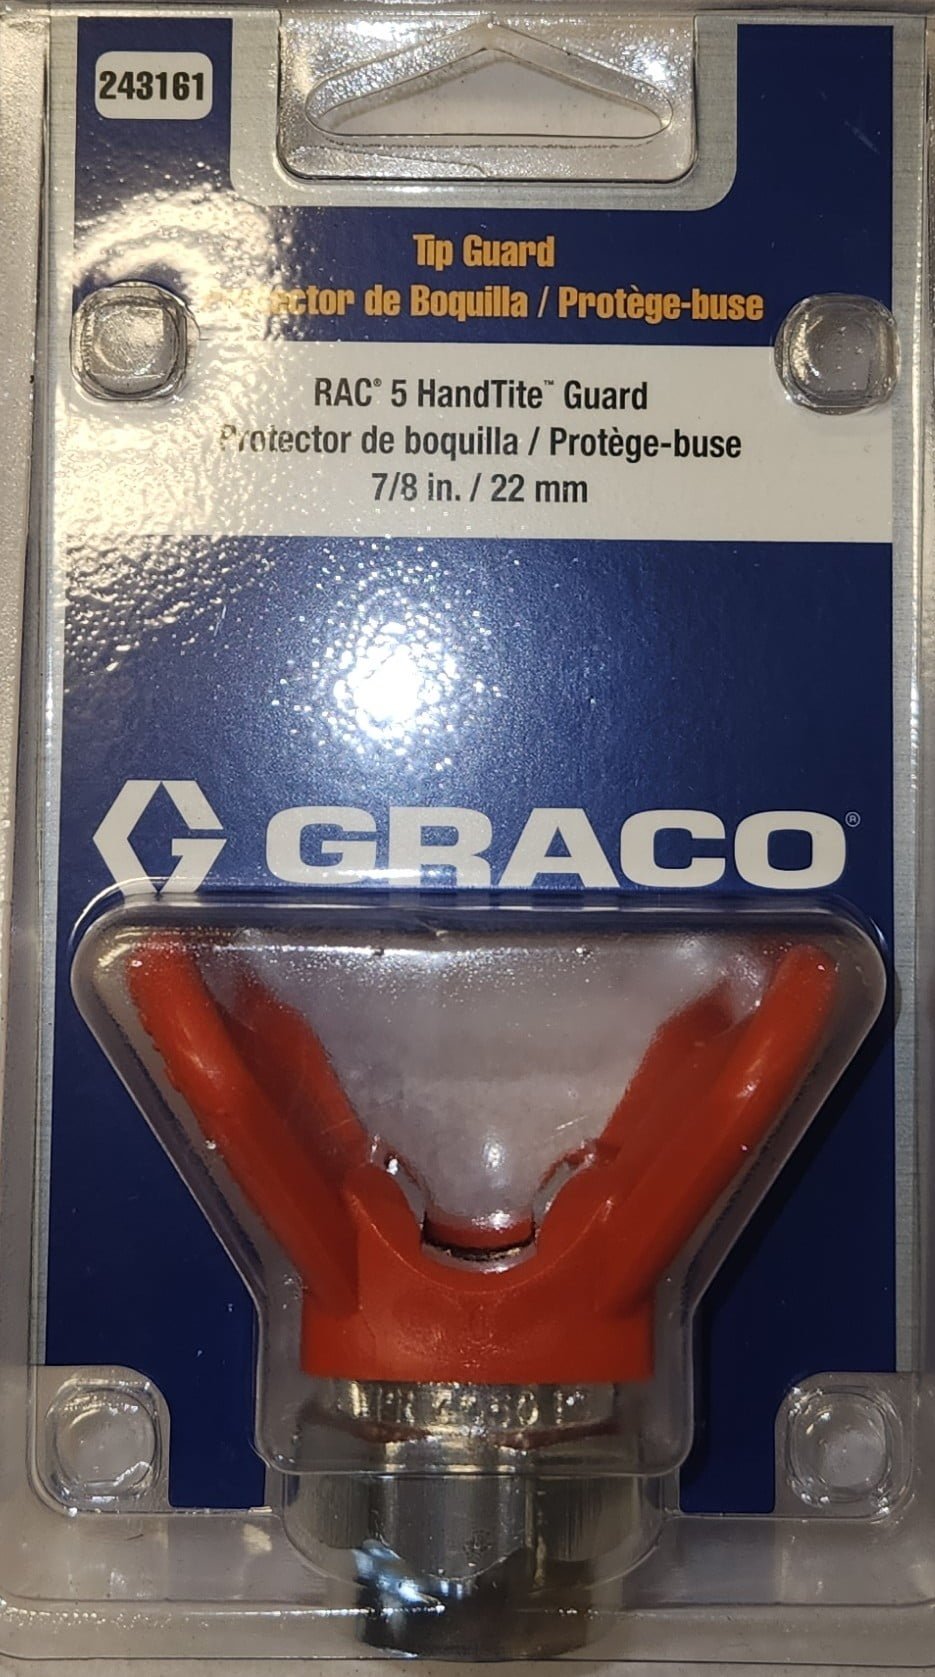 243161
Tip Guard
Protector de Boquilla / Protège-buse
RAC® 5 HandTite™ Guard
Protector de boquilla / Protège-buse
7/8 in. / 22 mm
GRACO®